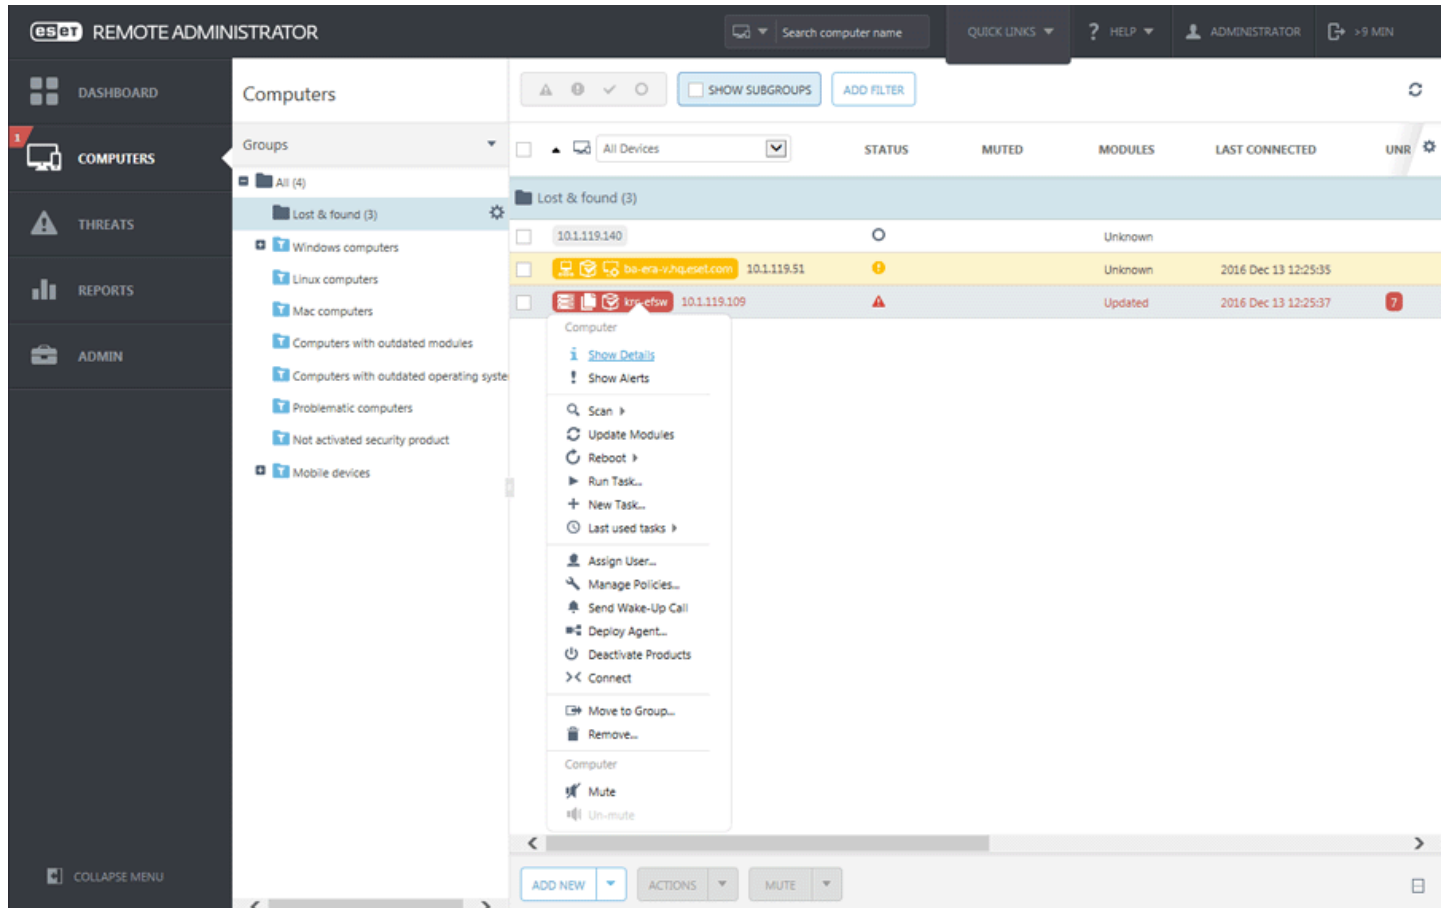 eset REMOTE ADMINISTRATOR
Search computer name
QUICK LINKS
? HELP
ADMINISTRATOR
>9 MIN
DASHBOARD
1
COMPUTERS
THREATS
REPORTS
ADMIN
COLLAPSE MENU
Computers
Groups
All (4)
Lost & found (3)
Windows computers
Linux computers
Mac computers
Computers with outdated modules
Computers with outdated operating syste
Problematic computers
Not activated security product
Mobile devices
SHOW SUBGROUPS
ADD FILTER
All Devices STATUS MUTED MODULES LAST CONNECTED UNR
Lost & found (3)
10.1.119.140 Unknown
ba-era-v.hq.eset.com 10.1.119.51 Unknown 2016 Dec 13 12:25:35
krc-efsw 10.1.119.109 Updated 2016 Dec 13 12:25:37 7
Computer
Show Details
Show Alerts
Scan
Update Modules
Reboot
Run Task...
New Task...
Last used tasks
Assign User...
Manage Policies...
Send Wake-Up Call
Deploy Agent...
Deactivate Products
Connect
Move to Group...
Remove...
Computer
Mute
Un-mute
ADD NEW
ACTIONS
MUTE